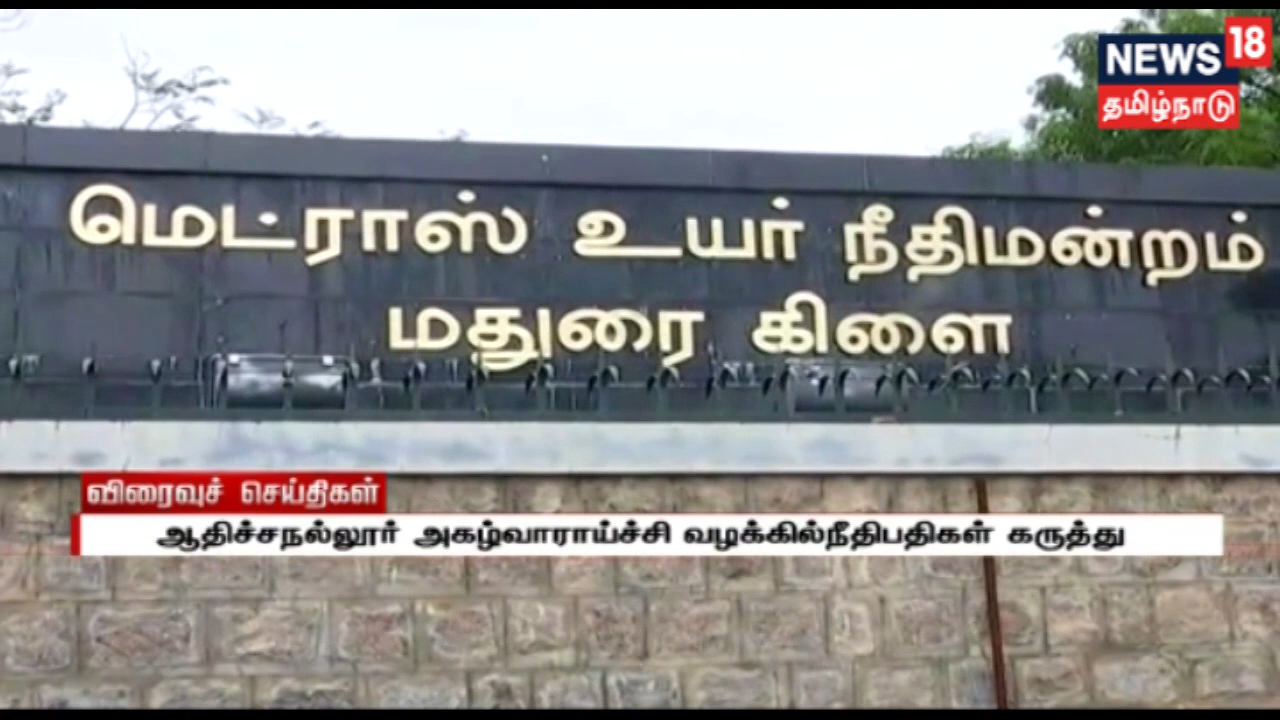 NEWS 18
தமிழ்நாடு
மெட்ராஸ் உயர் நீதிமன்றம்
மதுரை கிளை
விரைவுச் செய்திகள்
ஆதிச்சநல்லூர் அகழ்வாராய்ச்சி வழக்கில்நீதிபதிகள் கருத்து